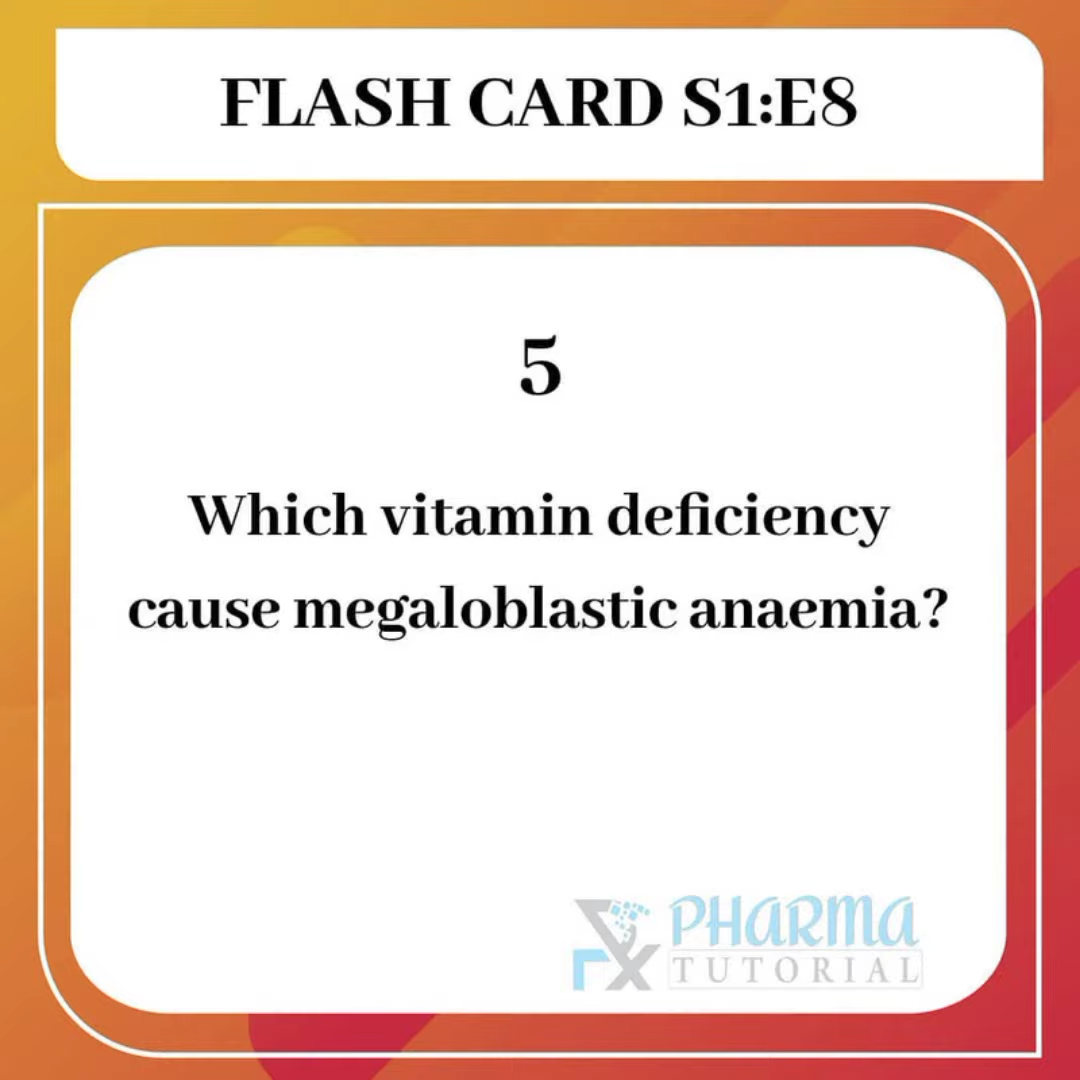 FLASH CARD S1:E8
5
Which vitamin deficiency
cause megaloblastic anaemia?
PHARMA
TUTORIAL